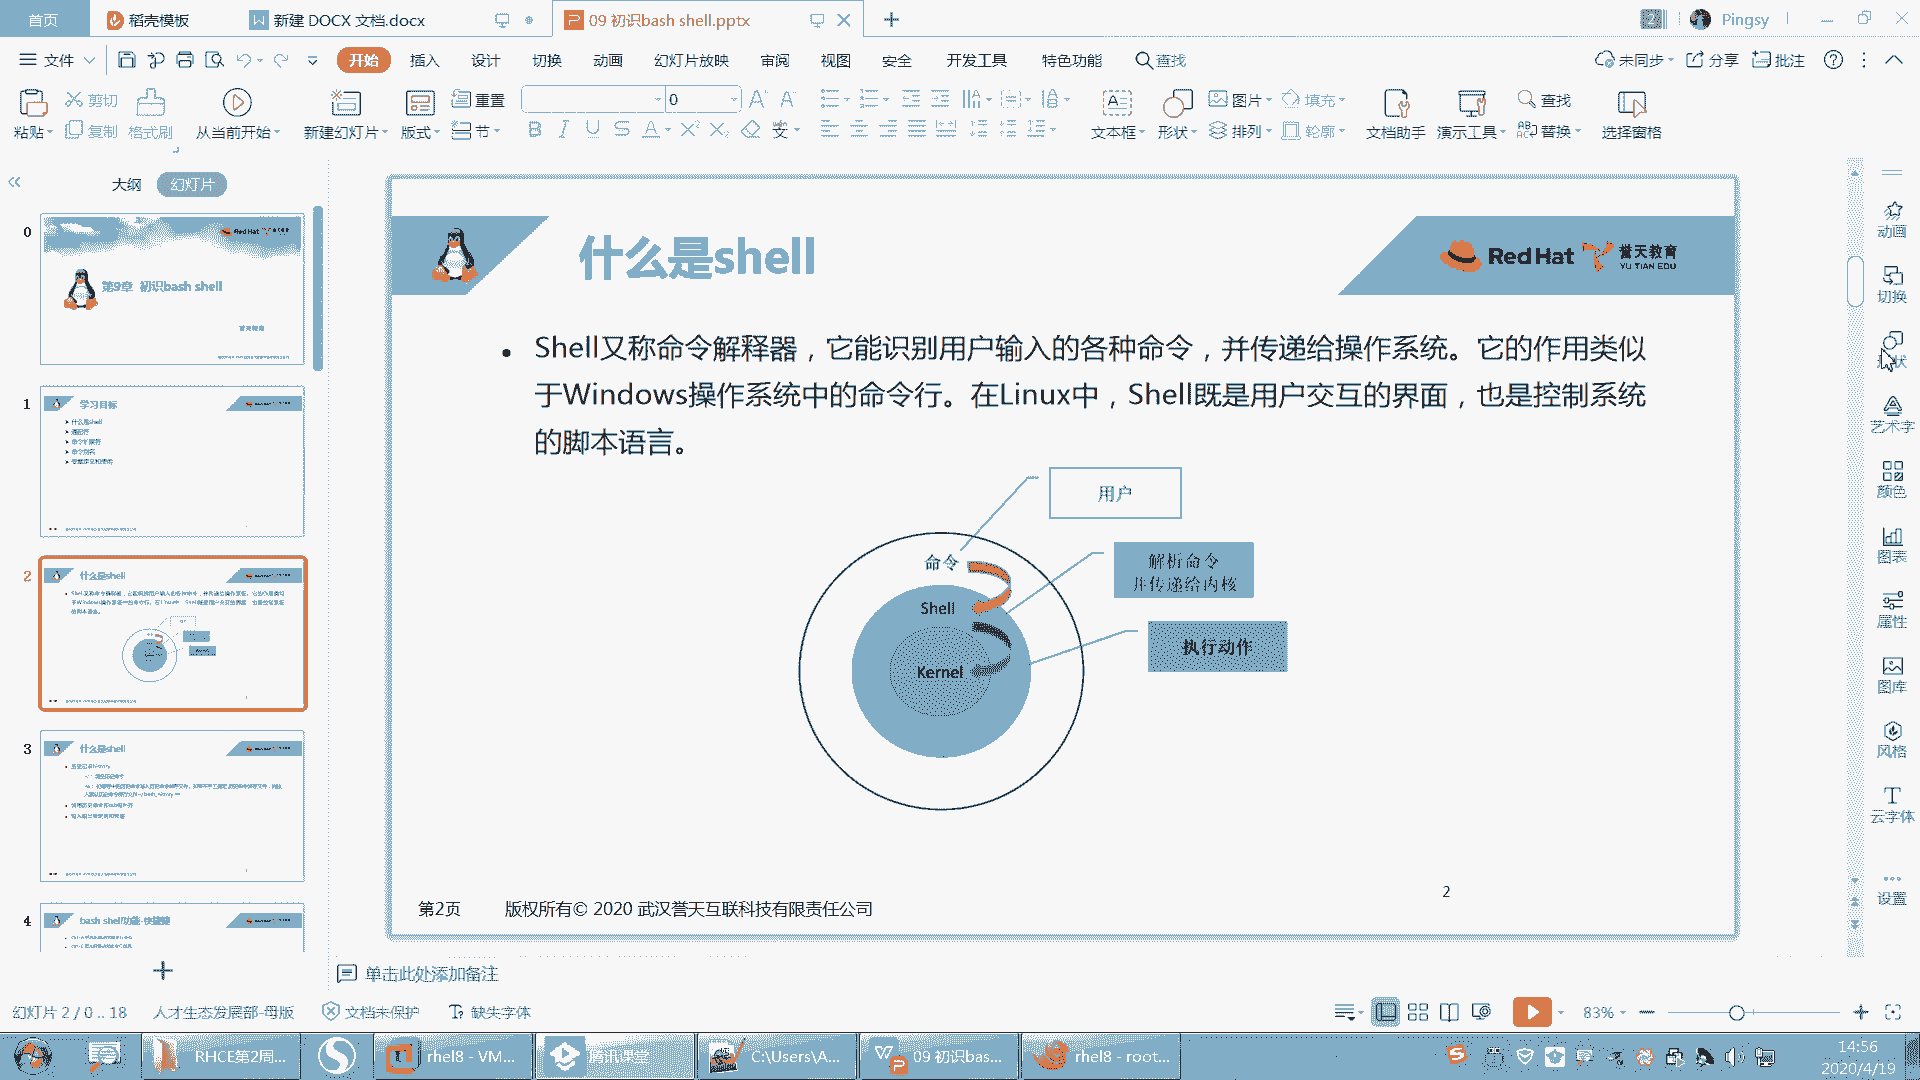 首页
稻壳模板
新建 DOCX 文档.docx
09 初识bash shell.pptx
Pingsy
文件
开始
插入
设计
切换
动画
幻灯片放映
审阅
视图
安全
开发工具
特色功能
查找
未同步
分享
批注
粘贴
剪切
复制
格式刷
从当前开始
新建幻灯片
版式
重置
节
0
文本框
形状
图片
排列
填充
轮廓
文档助手
演示工具
查找
替换
选择窗格
大纲
幻灯片
0
第9章 初识bash shell
1
学习目标
什么是shell
2
什么是shell
3
什么是shell
4
bash shell功能-快捷键
什么是shell
Red Hat
誉天教育
YU TIAN EDU
Shell又称命令解释器，它能识别用户输入的各种命令，并传递给操作系统。它的作用类似
于Windows操作系统中的命令行。在Linux中，Shell既是用户交互的界面，也是控制系统
的脚本语言。
用户
命令
解析命令
并传递给内核
Shell
执行动作
Kernel
2
第2页
版权所有© 2020 武汉誉天互联科技有限责任公司
动画
切换
形状
艺术字
颜色
图表
属性
图库
风格
云字体
设置
单击此处添加备注
幻灯片 2 / 0 .. 18
人才生态发展部-母版
文档未保护
缺失字体
83%
RHCE第2周...
rhel8 - VM...
腾讯课堂
C:\Users\A...
09 初识bas...
rhel8 - root...
14:56
2020/4/19